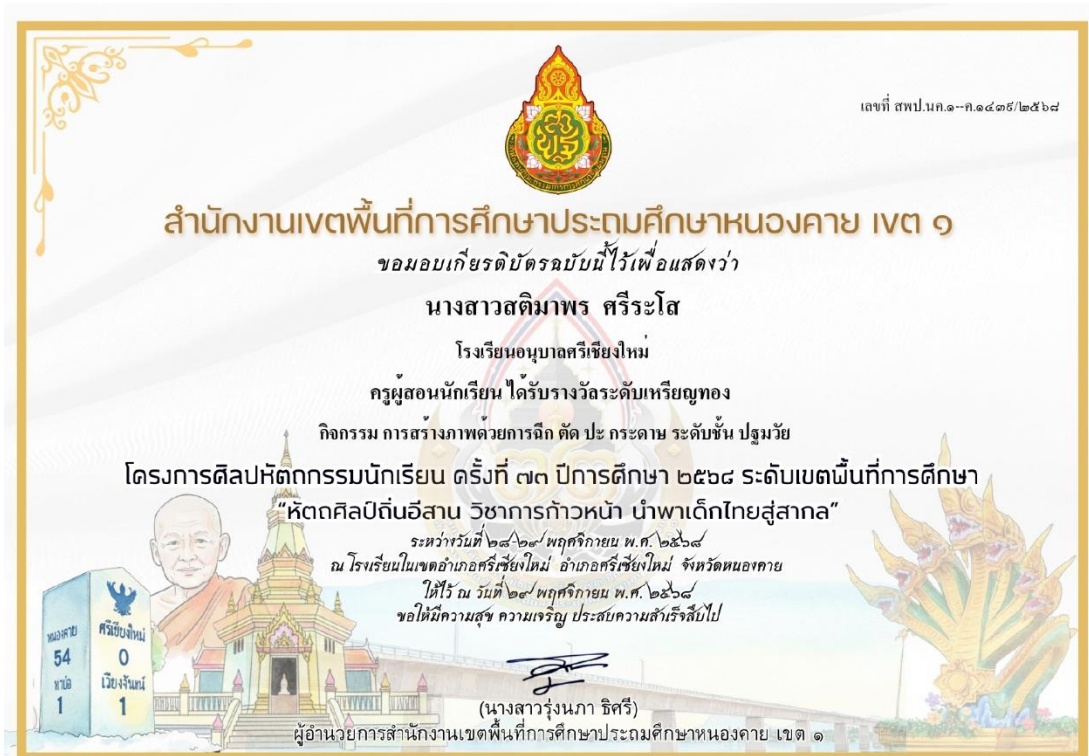 เลขที่ สพป.นค.๑--ค.๑๔๓๙/๒๕๖๘
สำนักงานเขตพื้นที่การศึกษาประถมศึกษาหนองคาย เขต ๑
ขอมอบเกียรติบัตรฉบับนี้ไว้เพื่อแสดงว่า
นางสาวสติมาพร ศรีระโส
โรงเรียนอนุบาลศรีเชียงใหม่
ครูผู้สอนนักเรียน ได้รับรางวัลระดับเหรียญทอง
กิจกรรม การสร้างภาพด้วยการฉีก ตัด ปะ กระดาษ ระดับชั้น ปฐมวัย
โครงการศิลปหัตถกรรมนักเรียน ครั้งที่ ๗๓ ปีการศึกษา ๒๕๖๘ ระดับเขตพื้นที่การศึกษา
“หัตถศิลป์ถิ่นอีสาน วิชาการก้าวหน้า นำพาเด็กไทยสู่สากล”
ระหว่างวันที่ ๒๘-๒๙ พฤศจิกายน พ.ศ. ๒๕๖๘
ณ โรงเรียนในเขตอำเภอศรีเชียงใหม่ อำเภอศรีเชียงใหม่ จังหวัดหนองคาย
ให้ไว้ ณ วันที่ ๒๙ พฤศจิกายน พ.ศ. ๒๕๖๘
ขอให้มีความสุข ความเจริญ ประสบความสำเร็จสืบไป
หนองคาย
54
ท่าบ่อ
1
ศรีเชียงใหม่
0
เวียงจันทน์
1
(นางสาวรุ่งนภา ธิศรี)
ผู้อำนวยการสำนักงานเขตพื้นที่การศึกษาประถมศึกษาหนองคาย เขต ๑